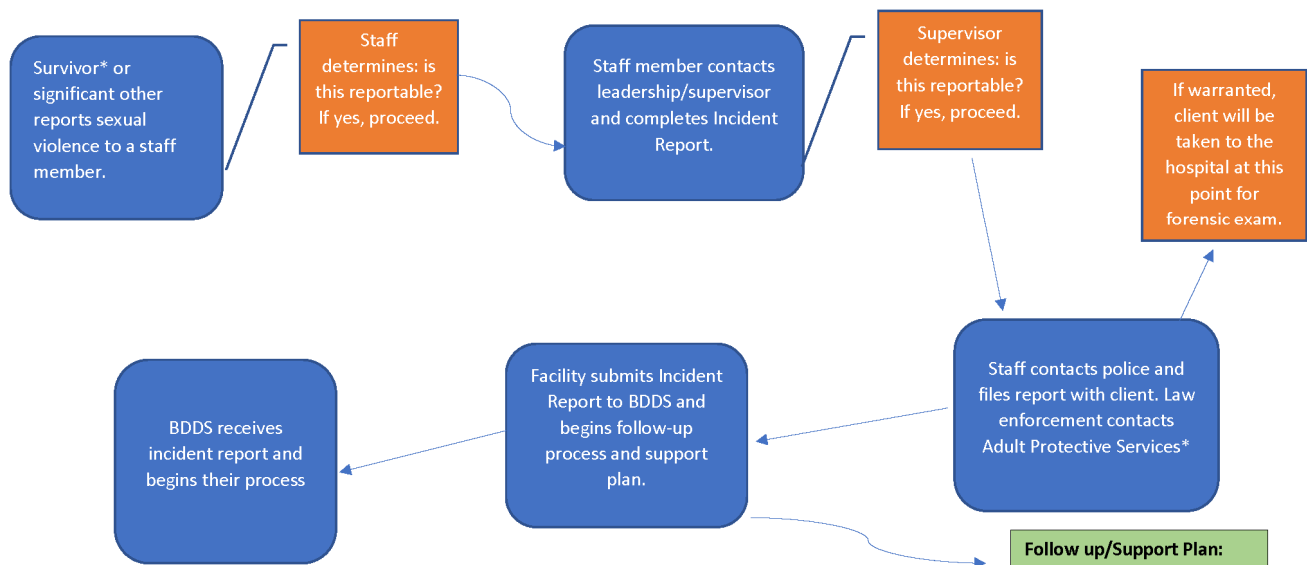 Survivor* or
significant other
reports sexual
violence to a staff
member.
Staff
determines: is
this reportable?
If yes, proceed.
Staff member contacts
leadership/supervisor
and completes Incident
Report.
Supervisor
determines: is
this reportable?
If yes, proceed.
If warranted,
client will be
taken to the
hospital at this
point for
forensic exam.
Staff contacts police and
files report with client. Law
enforcement contacts
Adult Protective Services*
Facility submits Incident
Report to BDDS and
begins follow-up
process and support
plan.
BDDS receives
incident report and
begins their process
Follow up/Support Plan: